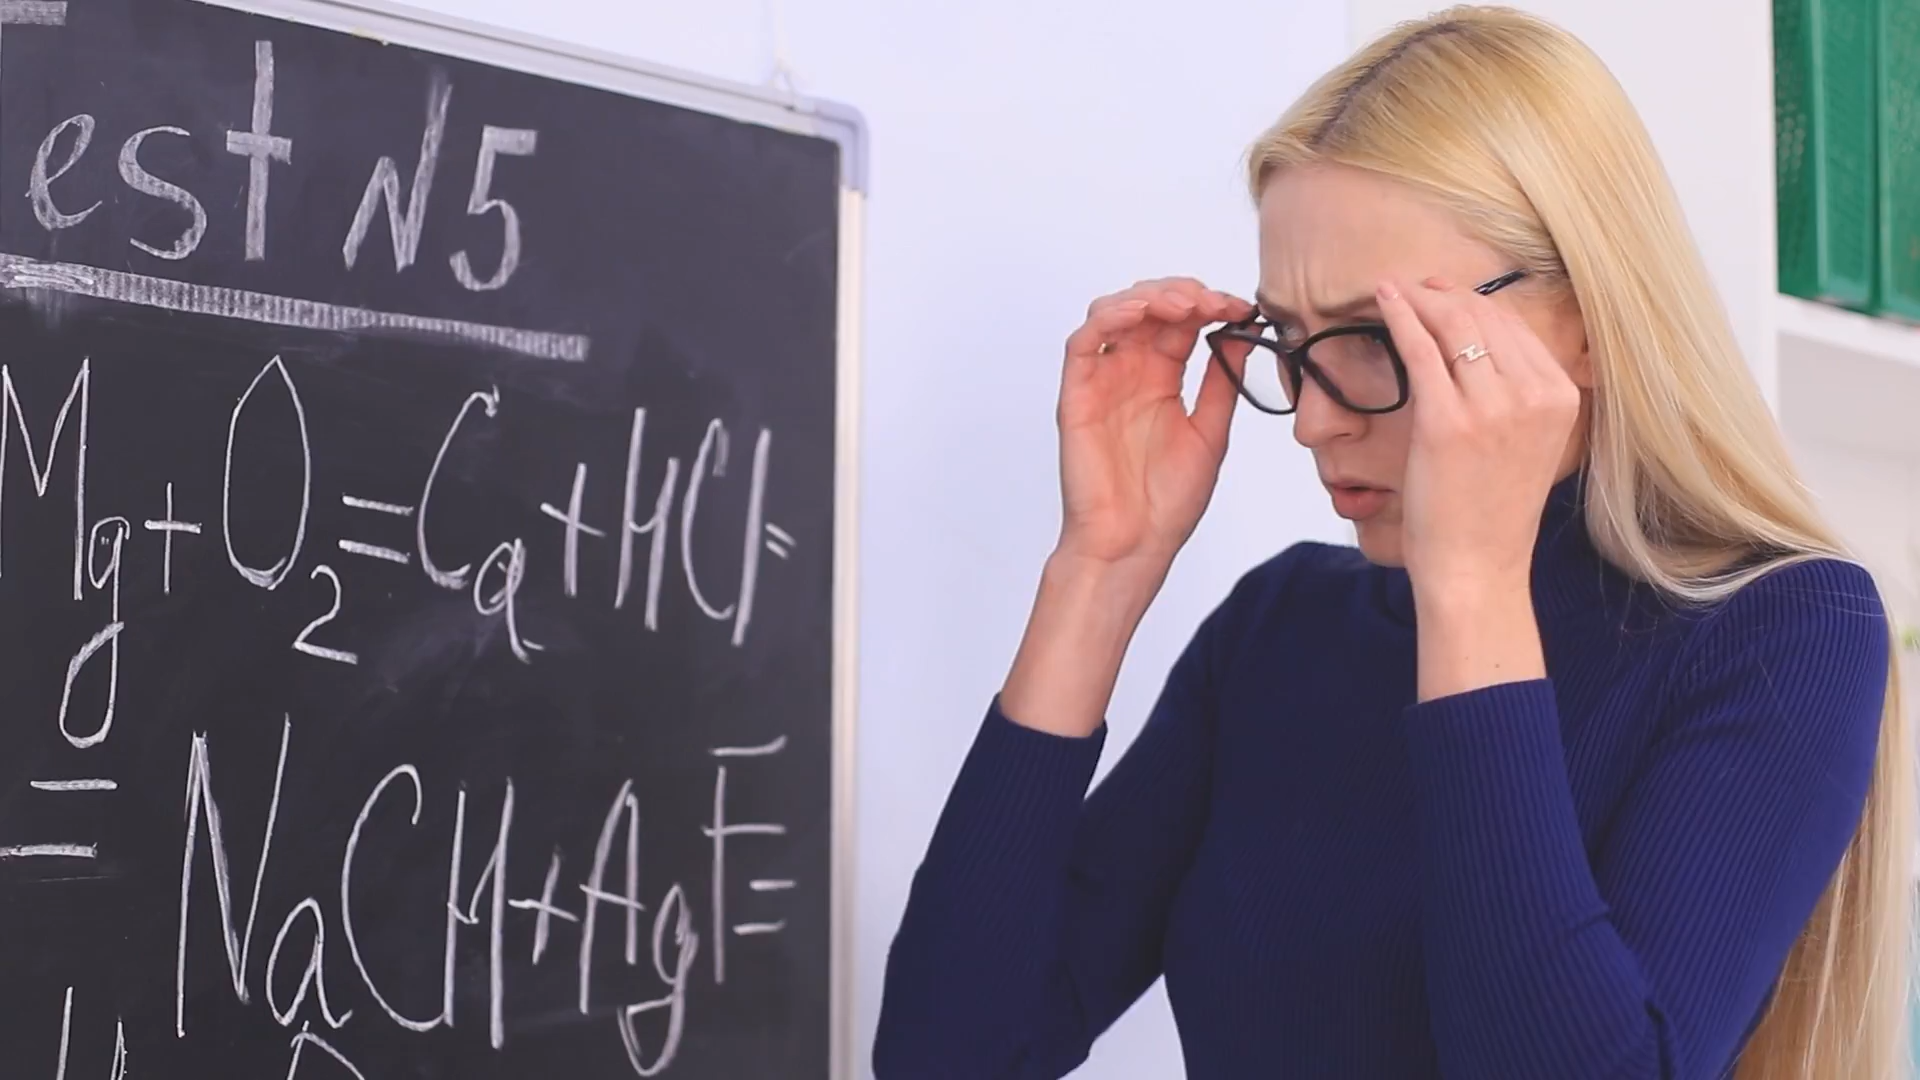 est N5
Mg+O2=Ca+HCl=
= NaCH+AgF=